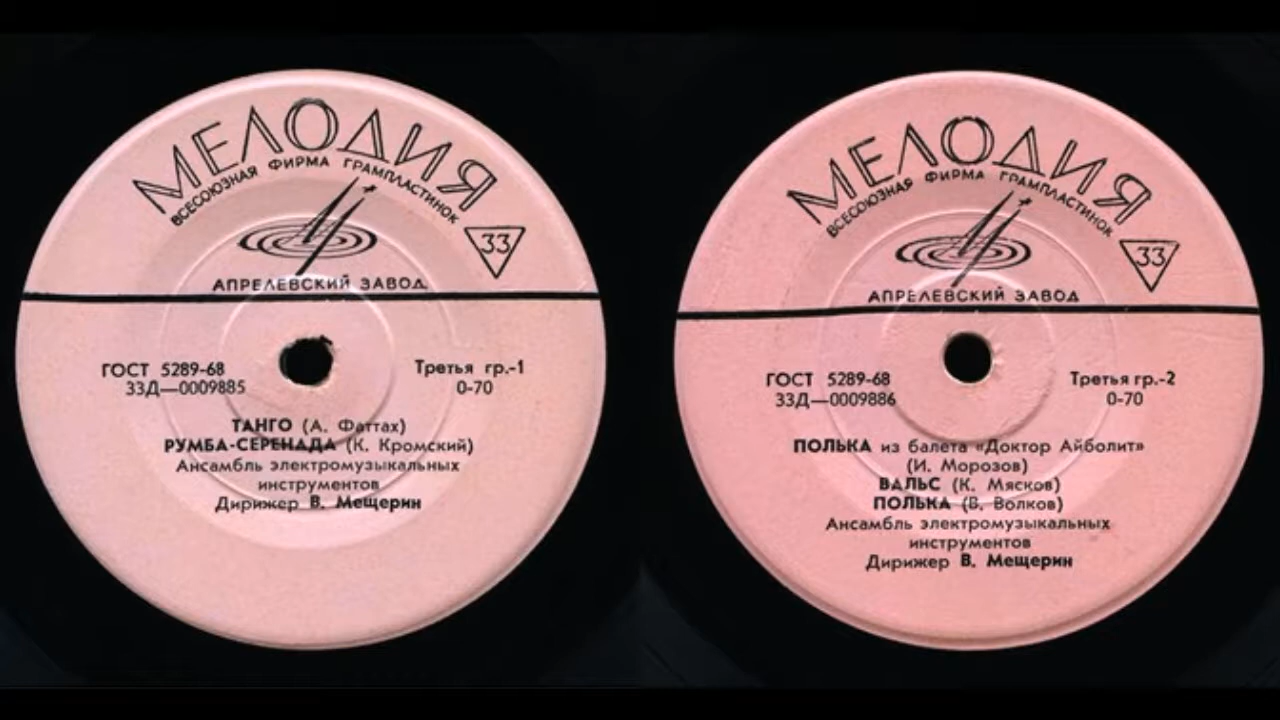 МЕЛОДИЯ
ВСЕСОЮЗНАЯ ФИРМА ГРАМПЛАСТИНОК
33
АПРЕЛЕВСКИЙ ЗАВОД
ГОСТ 5289-68
33Д—0009885
Третья гр.-1
0-70
ТАНГО (А. Фаттах)
РУМБА-СЕРЕНАДА (К. Кромский)
Ансамбль электромузыкальных
инструментов
Дирижер В. Мещерин
МЕЛОДИЯ
ВСЕСОЮЗНАЯ ФИРМА ГРАМПЛАСТИНОК
33
АПРЕЛЕВСКИЙ ЗАВОД
ГОСТ 5289-68
33Д—0009886
Третья гр.-2
0-70
ПОЛЬКА из балета «Доктор Айболит»
(И. Морозов)
ВАЛЬС (К. Мясков)
ПОЛЬКА (В. Волков)
Ансамбль электромузыкальных
инструментов
Дирижер В. Мещерин